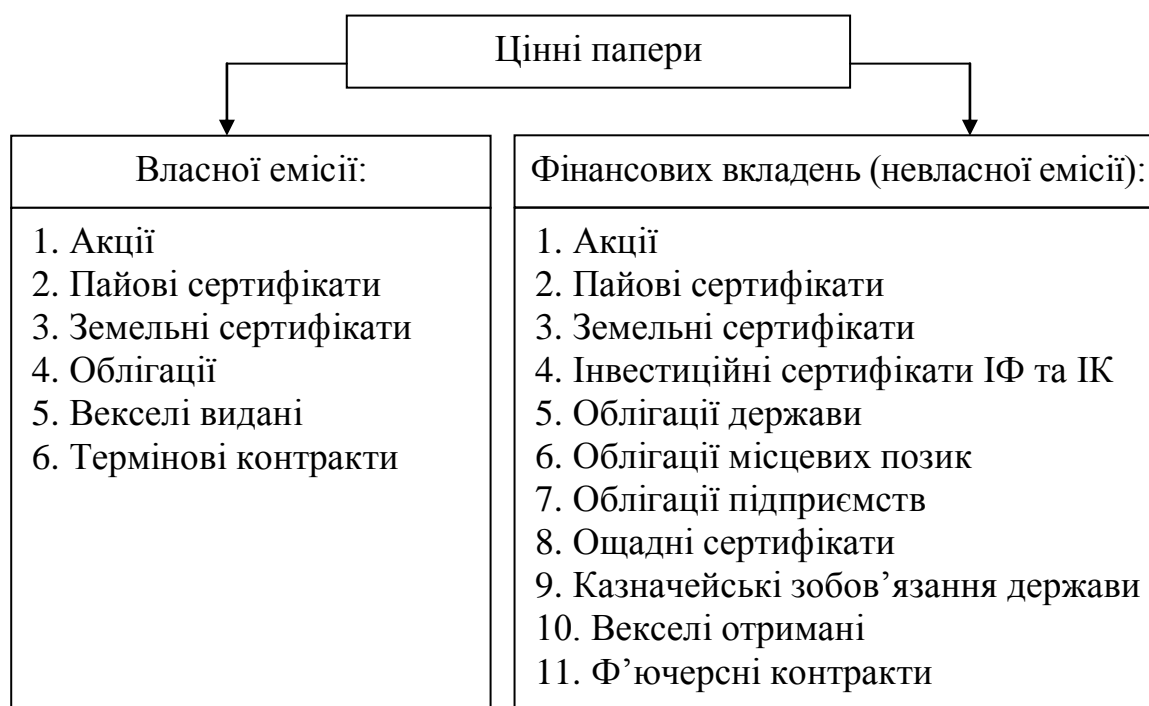 Цінні папери
Власної емісії:
1. Акції
2. Пайові сертифікати
3. Земельні сертифікати
4. Облігації
5. Векселі видані
6. Термінові контракти
Фінансових вкладень (невласної емісії):
1. Акції
2. Пайові сертифікати
3. Земельні сертифікати
4. Інвестиційні сертифікати ІФ та ІК
5. Облігації держави
6. Облігації місцевих позик
7. Облігації підприємств
8. Ощадні сертифікати
9. Казначейські зобов’язання держави
10. Векселі отримані
11. Ф’ючерсні контракти